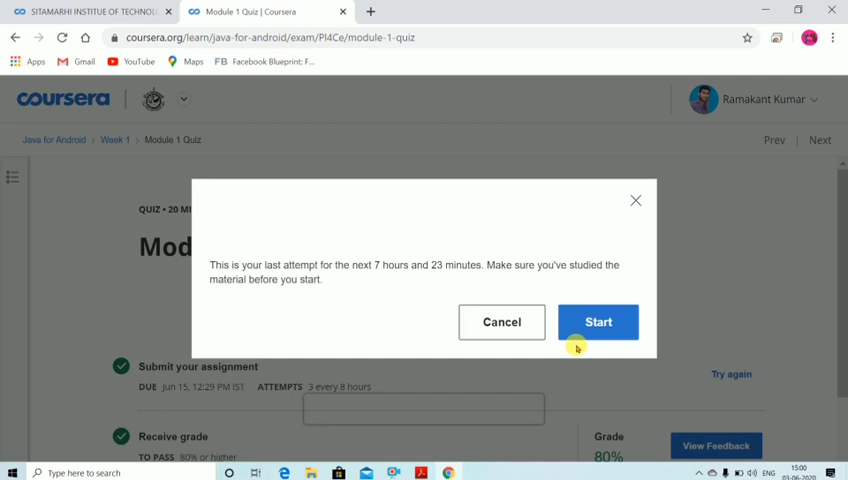 SITAMARHI INSTITUE OF TECHNOL
Module 1 Quiz | Coursera
coursera.org/learn/java-for-android/exam/PI4Ce/module-1-quiz
Apps
Gmail
YouTube
Maps
FB Facebook Blueprint: F...
coursera
Ramakant Kumar
Java for Android
Week 1
Module 1 Quiz
Prev
Next
QUIZ • 20 MI
Mod
This is your last attempt for the next 7 hours and 23 minutes. Make sure you've studied the
material before you start.
Cancel
Start
Submit your assignment
DUE Jun 15, 12:29 PM IST ATTEMPTS 3 every 8 hours
Try again
Receive grade
TO PASS 80% or higher
Grade
80%
View Feedback
Type here to search
ENG
15:00
03-06-2020